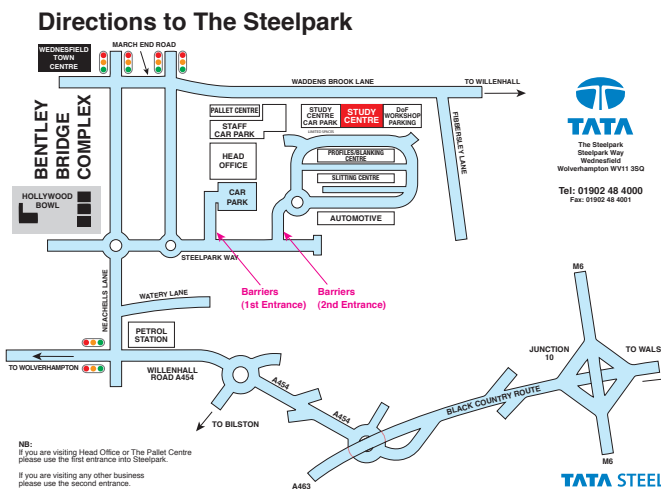 Directions to The Steelpark
WEDNESFIELD
TOWN
CENTRE
MARCH END ROAD
WADDENS BROOK LANE
TO WILLENHALL
BENTLEY
BRIDGE
COMPLEX
HOLLYWOOD
BOWL
PALLET CENTRE
STAFF
CAR PARK
HEAD
OFFICE
CAR
PARK
STUDY
CENTRE
CAR PARK
LIMITED SPACES
STUDY
CENTRE
DoF
WORKSHOP
PARKING
PROFILES/BLANKING
CENTRE
SLITTING CENTRE
AUTOMOTIVE
FIBBERSLEY LANE
TATA
The Steelpark
Steelpark Way
Wednesfield
Wolverhampton WV11 3SQ
Tel: 01902 48 4000
Fax: 01902 48 4001
STEELPARK WAY
Barriers
(1st Entrance)
Barriers
(2nd Entrance)
NEACHELLS LANE
WATERY LANE
PETROL
STATION
TO WOLVERHAMPTON
WILLENHALL
ROAD A454
TO BILSTON
A454
A454
A463
BLACK COUNTRY ROUTE
JUNCTION
10
M6
TO WALS
M6
NB:
If you are visiting Head Office or The Pallet Centre
please use the first entrance into Steelpark.
If you are visiting any other business
please use the second entrance.
TATA STEEL